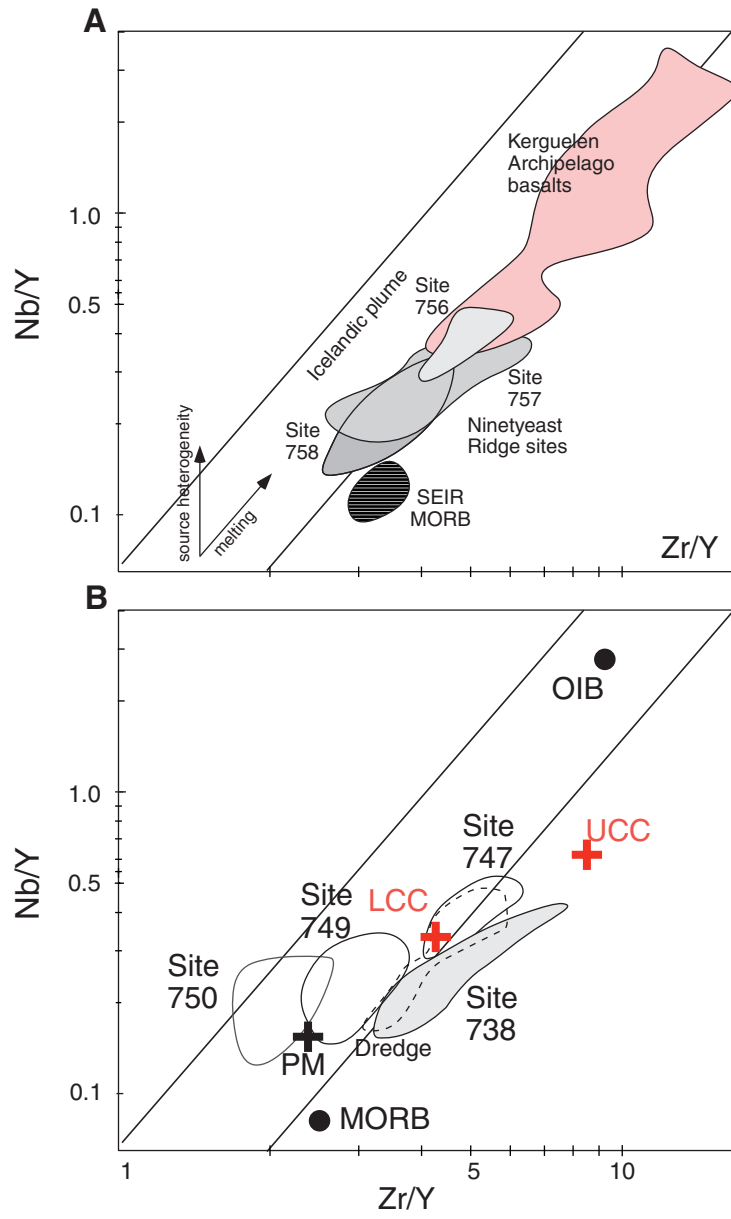 A
Kerguelen
Archipelago
basalts
1.0
Nb/Y
0.5
Site
756
Icelandic plume
Site
757
Ninetyeast
Ridge sites
Site
758
source heterogeneity
melting
SEIR
MORB
0.1
Zr/Y
B
OIB
1.0
Nb/Y
0.5
Site
747
UCC
LCC
Site
749
Site
750
Site
738
PM
Dredge
0.1
MORB
1
5
10
Zr/Y